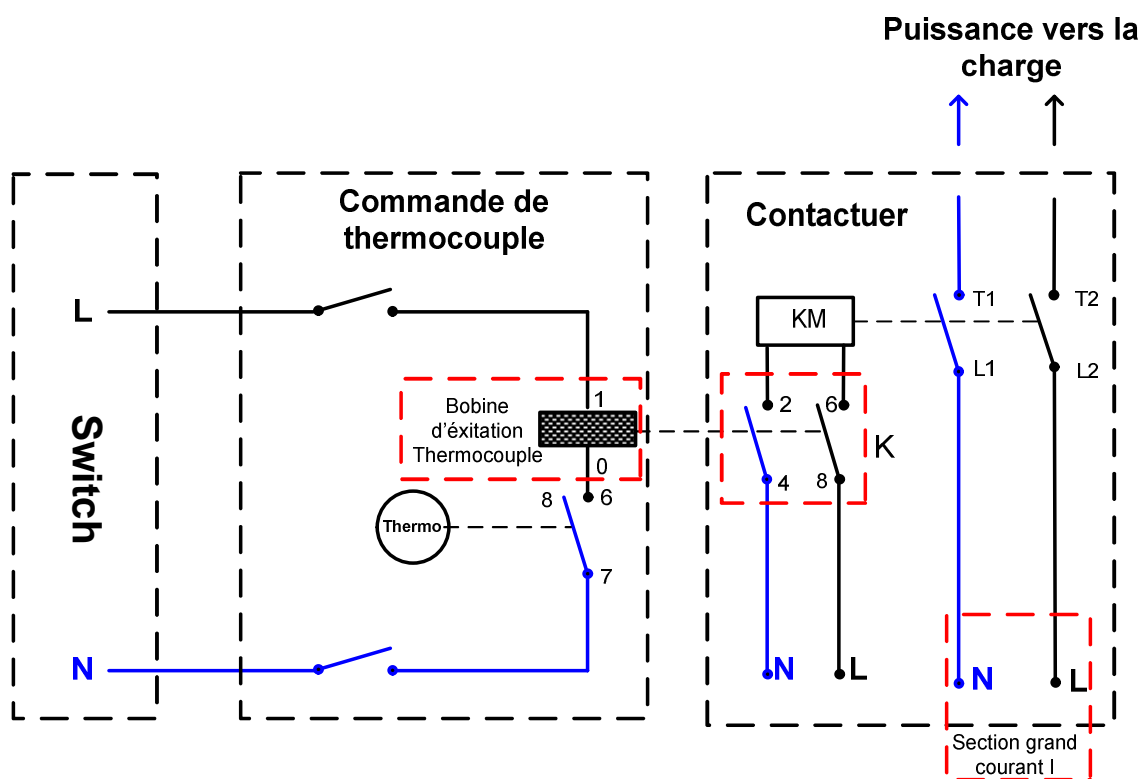 Puissance vers la
charge
Commande de
thermocouple
Contactuer
L
KM
T1
T2
L1
L2
Switch
Bobine
d'éxitation
Thermocouple
1
0
2
6
K
4
8
8
6
Thermo
7
N
N
L
N
L
Section grand
courant I